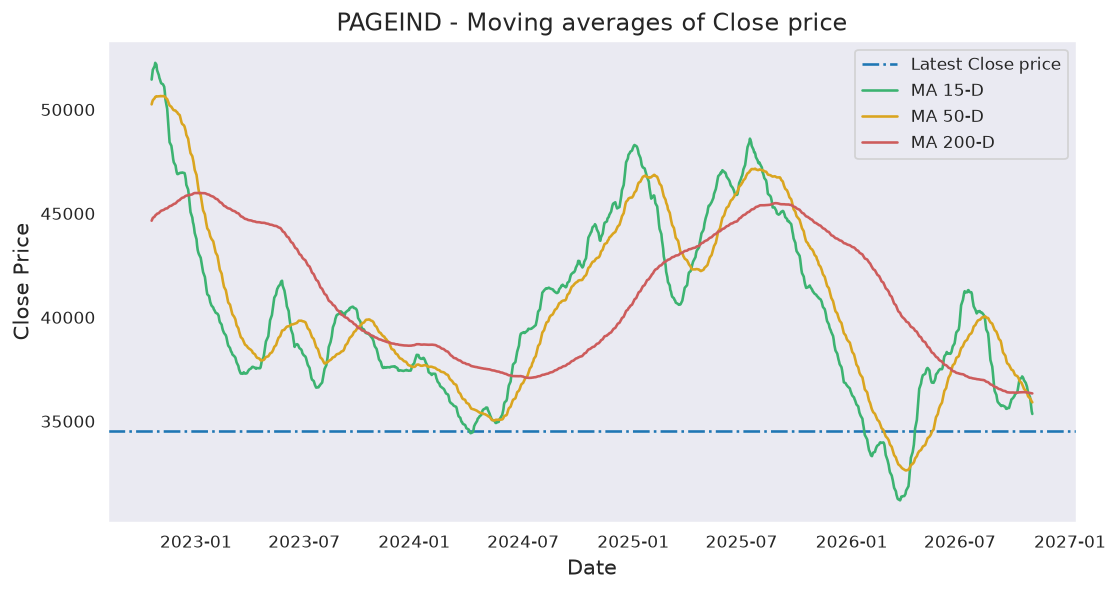 PAGEIND - Moving averages of Close price
Latest Close price
MA 15-D
MA 50-D
MA 200-D
50000
45000
40000
35000
Close Price
2023-01
2023-07
2024-01
2024-07
2025-01
2025-07
2026-01
2026-07
2027-01
Date